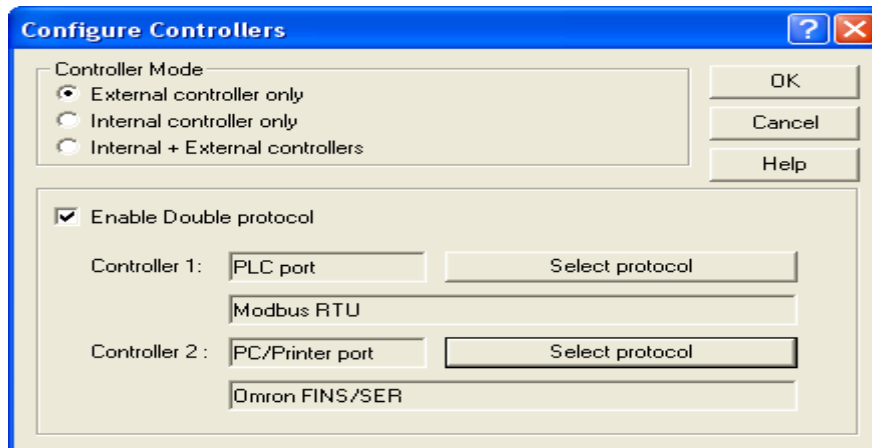 Configure Controllers
Controller Mode
External controller only
Internal controller only
Internal + External controllers
OK
Cancel
Help
Enable Double protocol
Controller 1: PLC port Select protocol
Modbus RTU
Controller 2 : PC/Printer port Select protocol
Omron FINS/SER